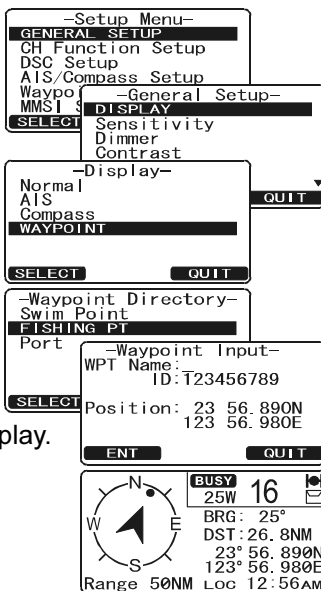 -Setup Menu-
GENERAL SETUP
CH Function Setup
DSC Setup
AIS/Compass Setup
Waypoi
MMSI S
SELECT
-General Setup-
DISPLAY
Sensitivity
Dimmer
Contrast
QUIT
-Display-
Normal
AIS
Compass
WAYPOINT
SELECT QUIT
-Waypoint Directory-
Swim Point
FISHING PT
Port
SELECT
-Waypoint Input-
WPT Name:_
ID:123456789
Position: 23 56.890N
123 56.980E
ENT QUIT
play.
N
W E
S
BUSY
25W 16
BRG: 25°
DST:26.8NM
23°56.890N
123°56.980E
Range 50NM LOC 12:56AM